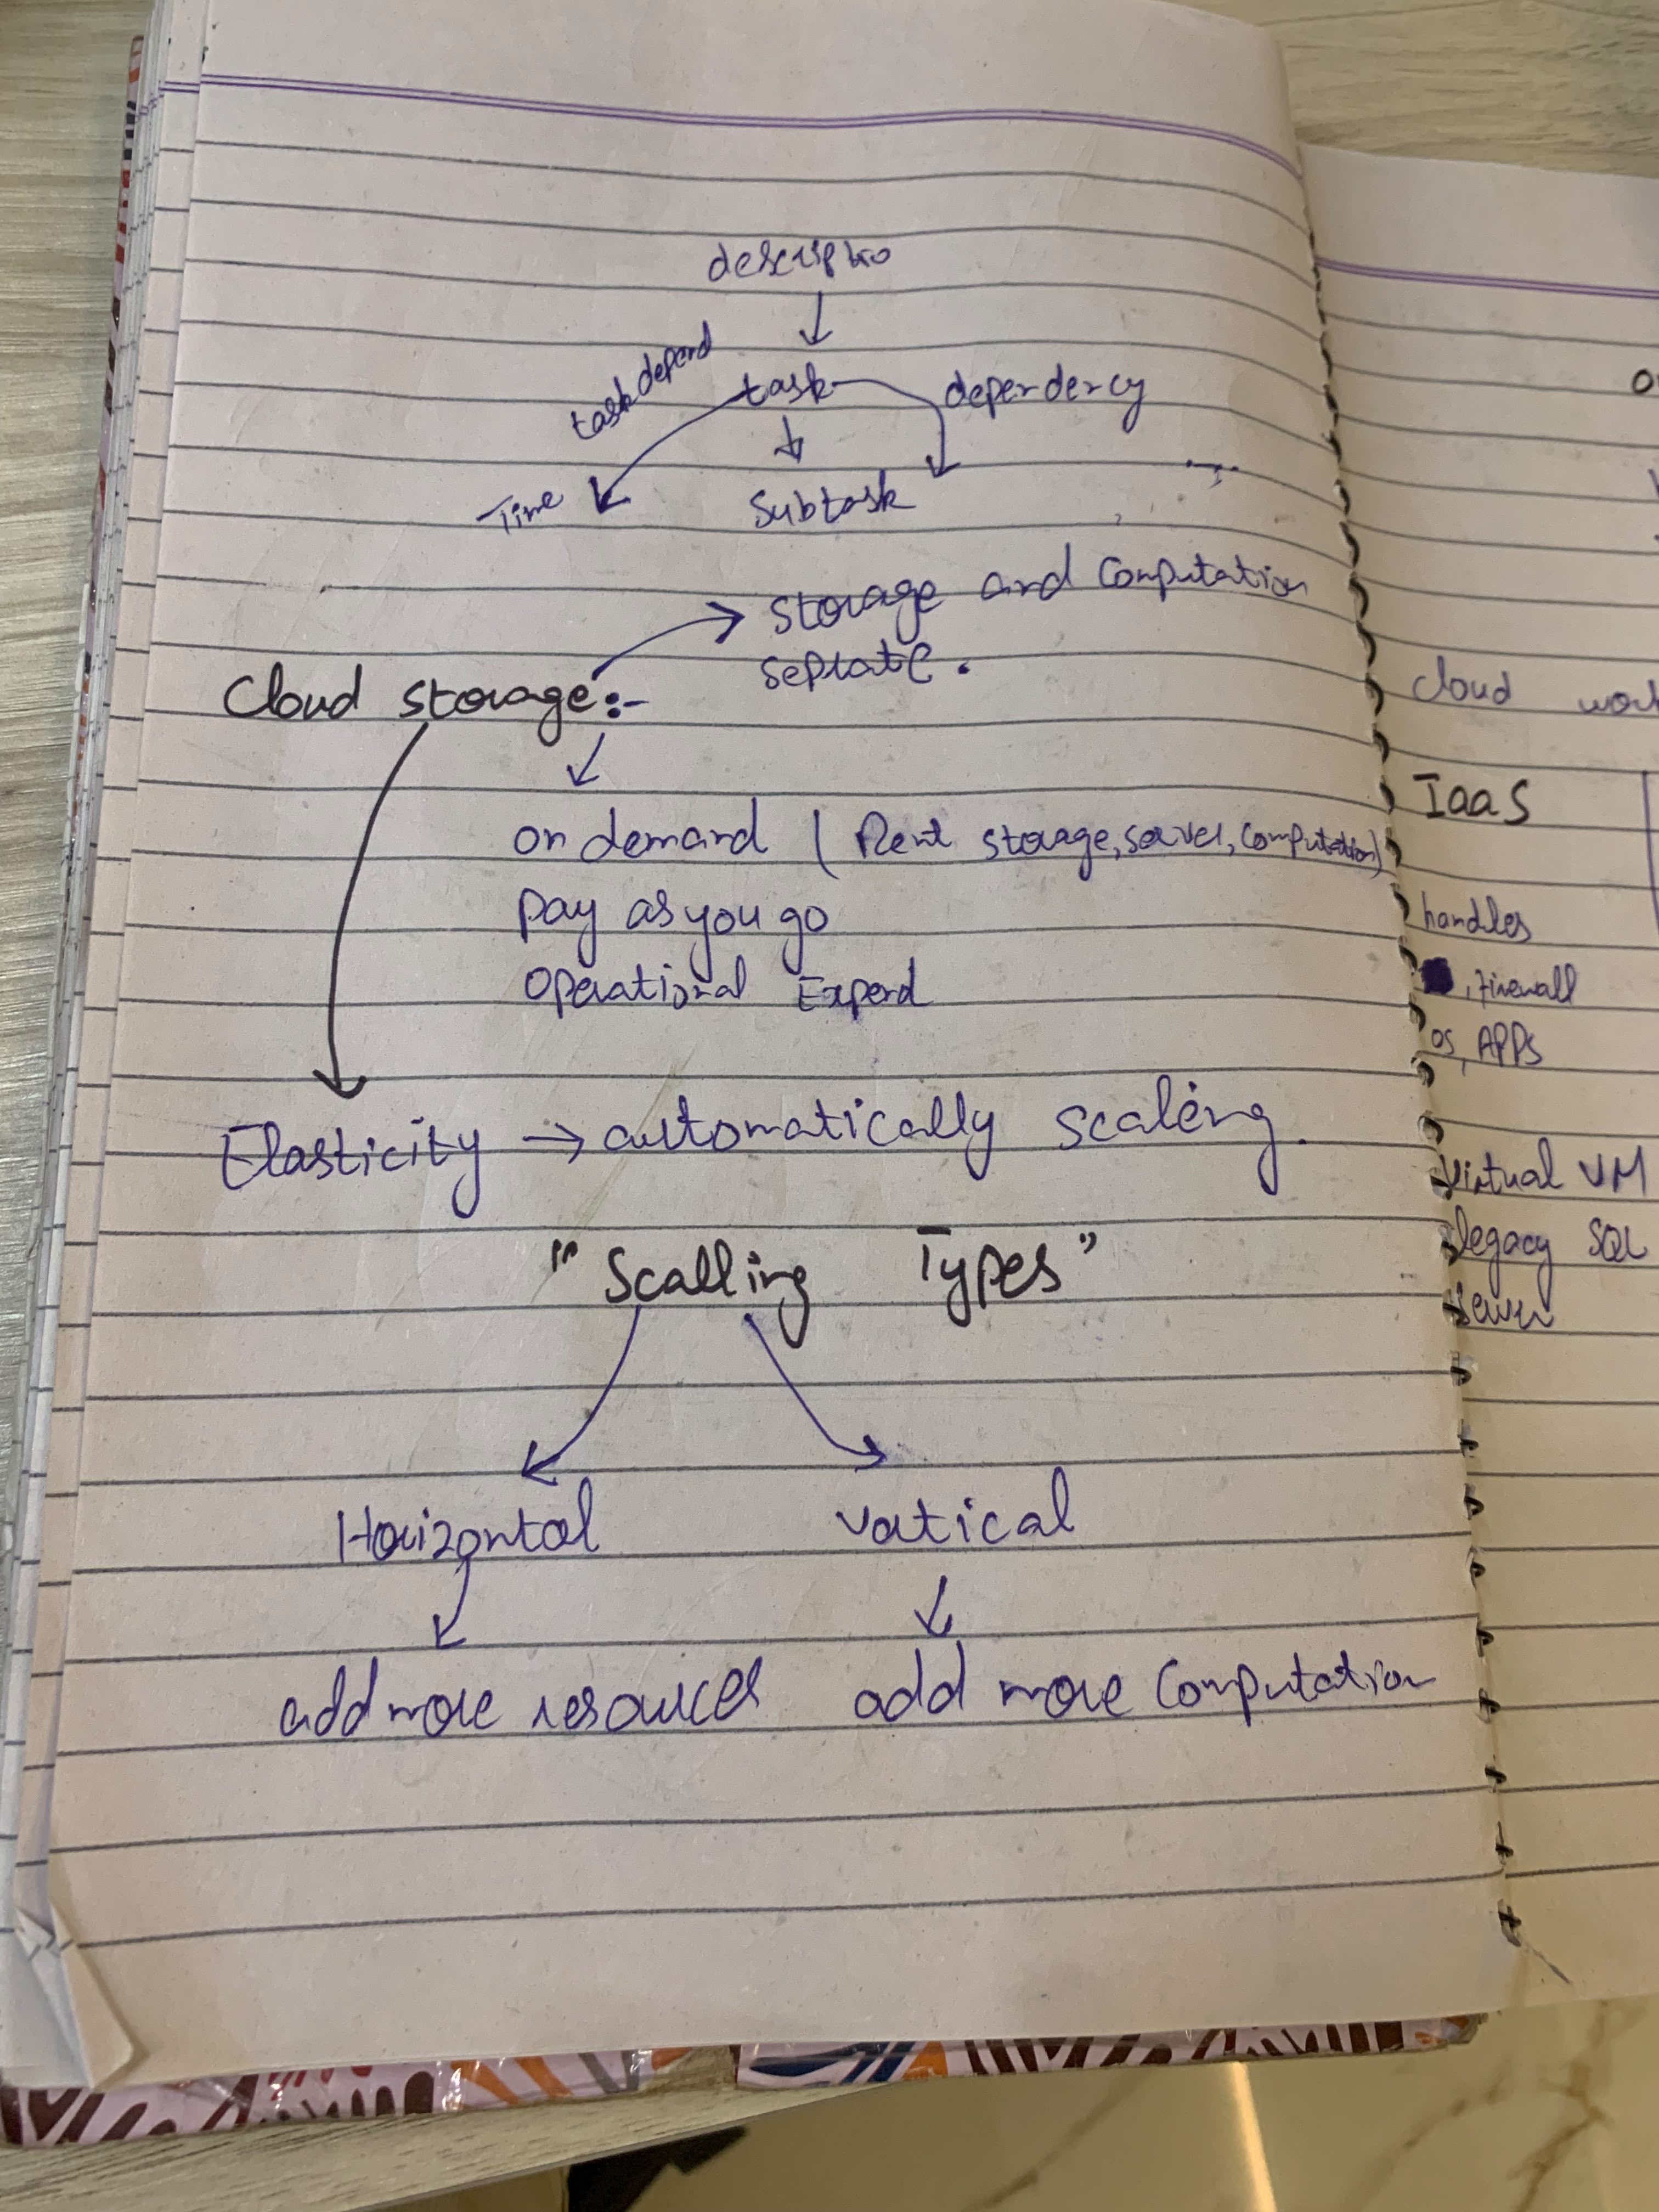 descriptio
task depend
task
dependency
Time
Subtask
Storage and Computation
Seprate.
Cloud storage:-
on demand (Rent storage, server, Computation)
Pay as you go
Operational Expend
Elasticity → automatically scaling.
"Scalling Types"
Horizontal
Vertical
add more resources
add more Computation
Cloud
IaaS
handles
, firewall
OS, APPs
Virtual VM
legacy SQL
Server